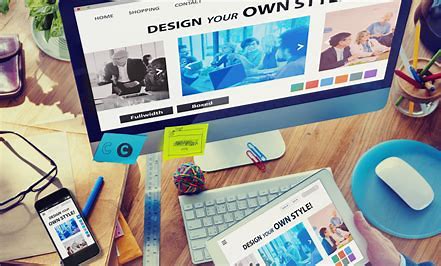 HOME SHOPPING CONTACT
DESIGN YOUR OWN STYLE!
Fullwidth Boxed
C C
DESIGN YOUR
OWN STYLE!
DESIGN YOUR OWN STYLE!